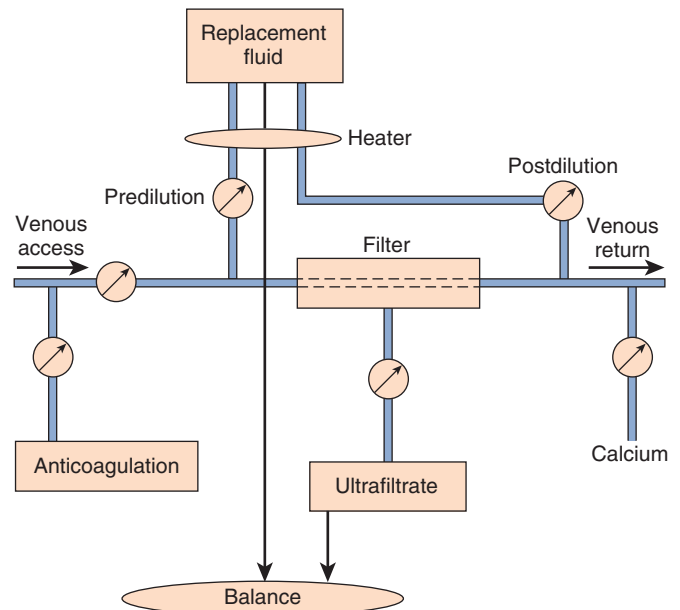 Replacement
fluid
Heater
Postdilution
Predilution
Venous
access
Venous
return
Filter
Anticoagulation
Calcium
Ultrafiltrate
Balance